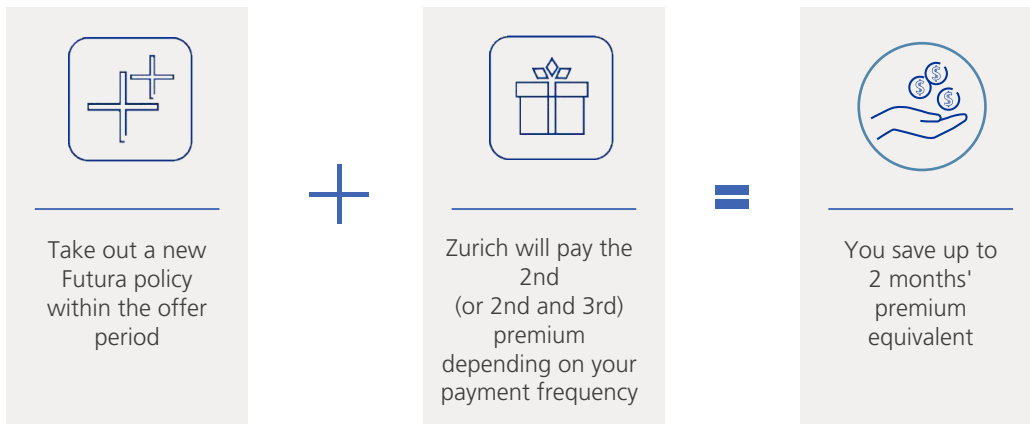 Take out a new
Futura policy
within the offer
period
Zurich will pay the
2nd
(or 2nd and 3rd)
premium
depending on your
payment frequency
You save up to
2 months'
premium
equivalent